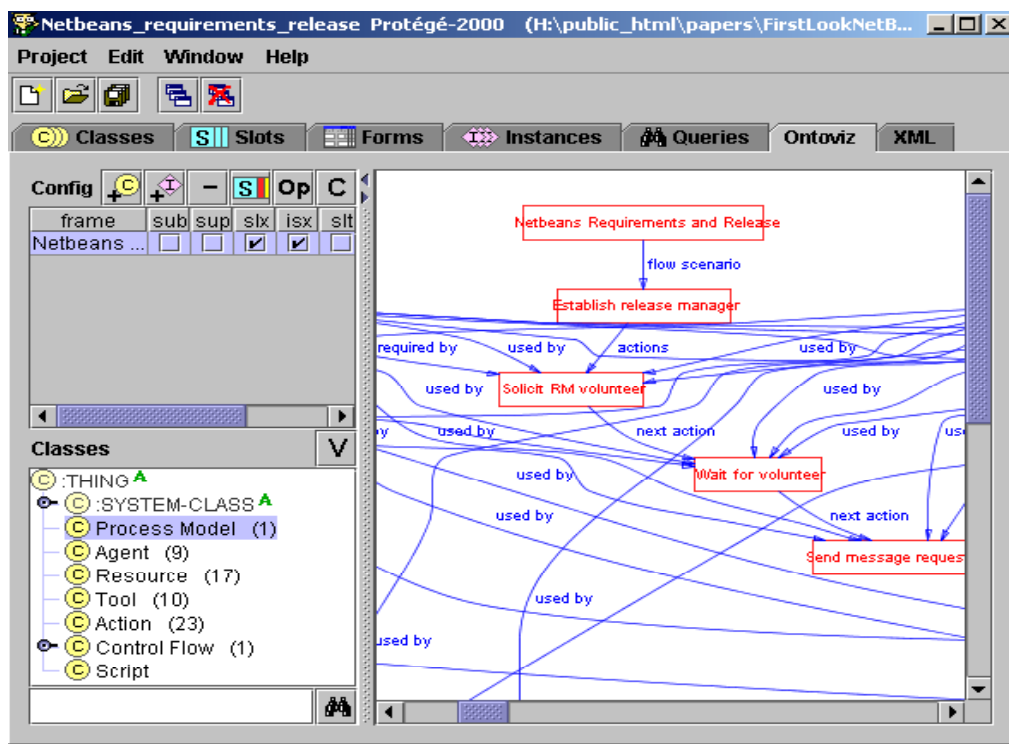 Netbeans_requirements_release Protégé-2000 (H:\public_html\papers\FirstLookNetB...
Project Edit Window Help
C Classes S Slots Forms I Instances Queries Ontoviz XML
Config C I – S Op C
frame sub sup slx isx slt
Netbeans ...
Classes V
C :THING A
C :SYSTEM-CLASS A
C Process Model (1)
C Agent (9)
C Resource (17)
C Tool (10)
C Action (23)
C Control Flow (1)
C Script
Netbeans Requirements and Release
flow scenario
Establish release manager
required by used by actions used by
Solicit RM volunteer
used by used by
y used by next action used by us
Wait for volunteer
used by
used by next action
Send message reques
used by
used by